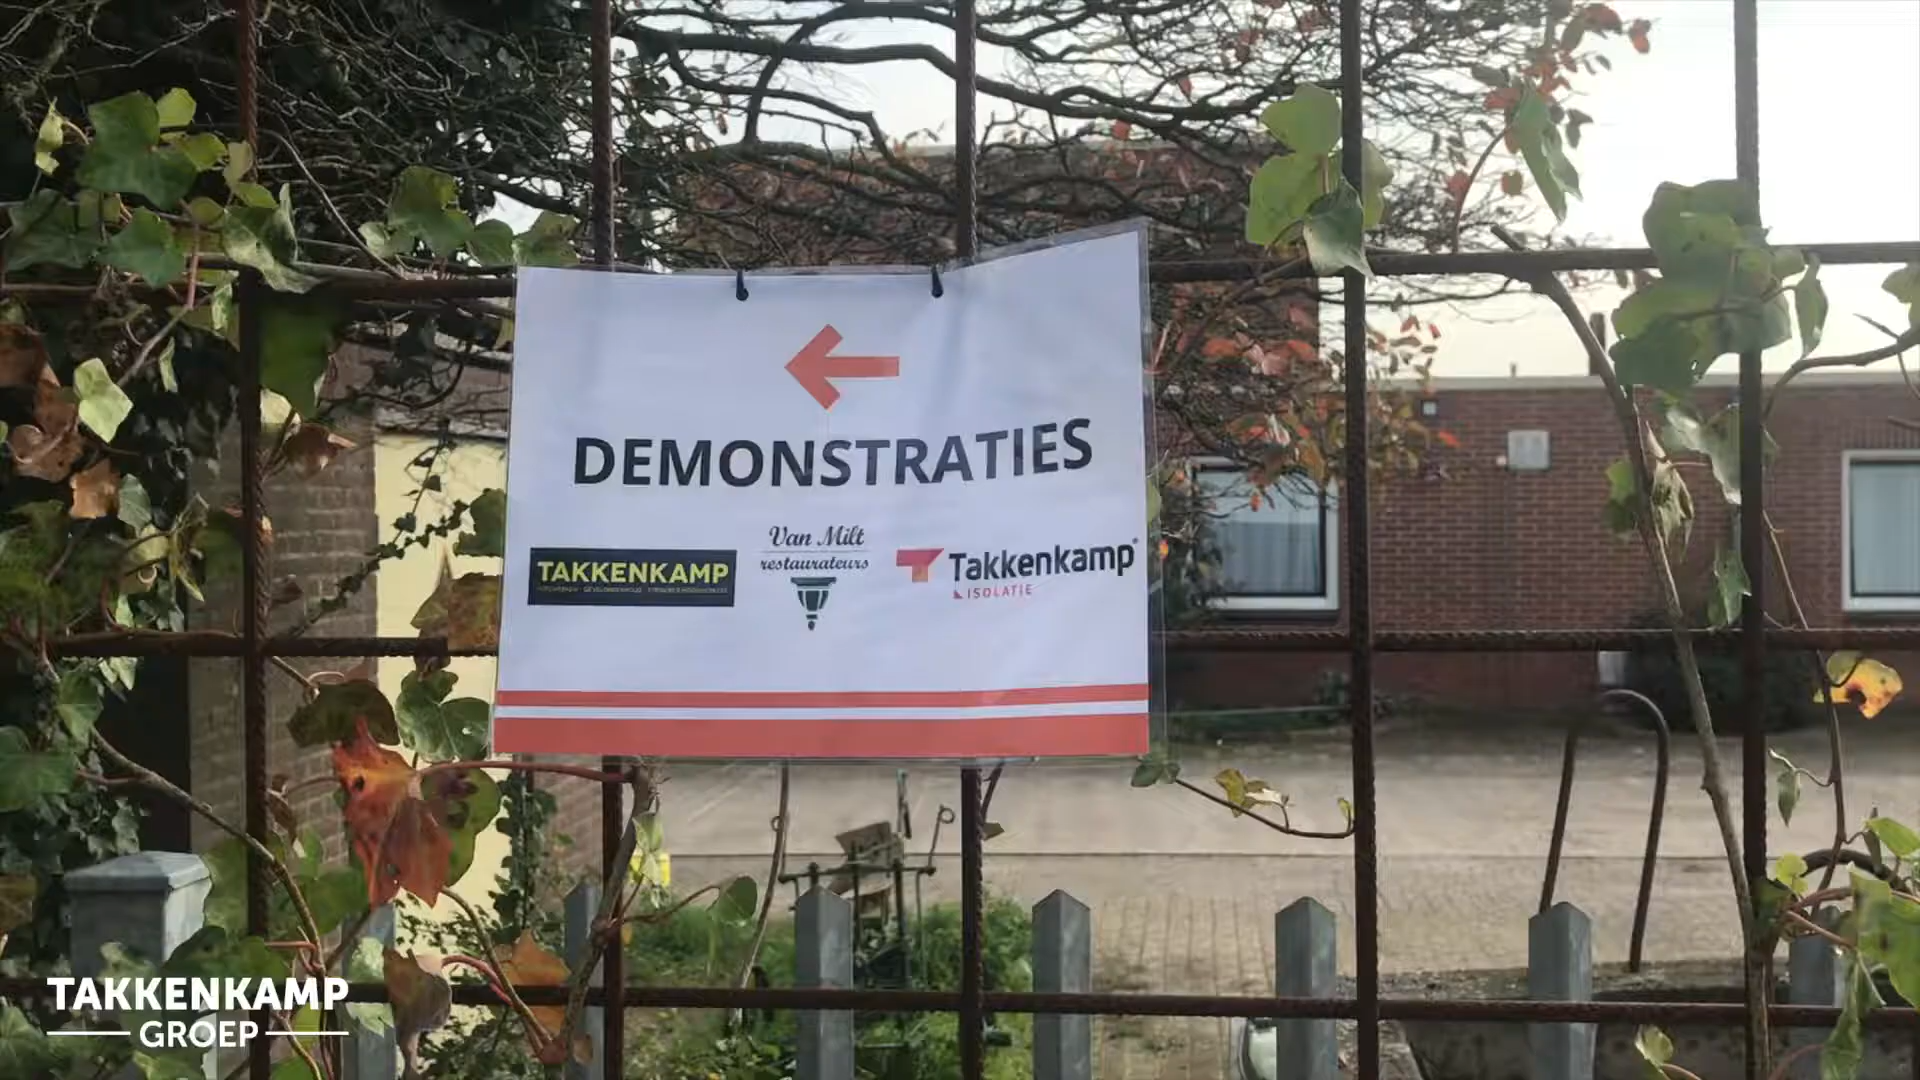 DEMONSTRATIES
TAKKENKAMP
Van Milt
restaurateurs
Takkenkamp
ISOLATIE
TAKKENKAMP
GROEP